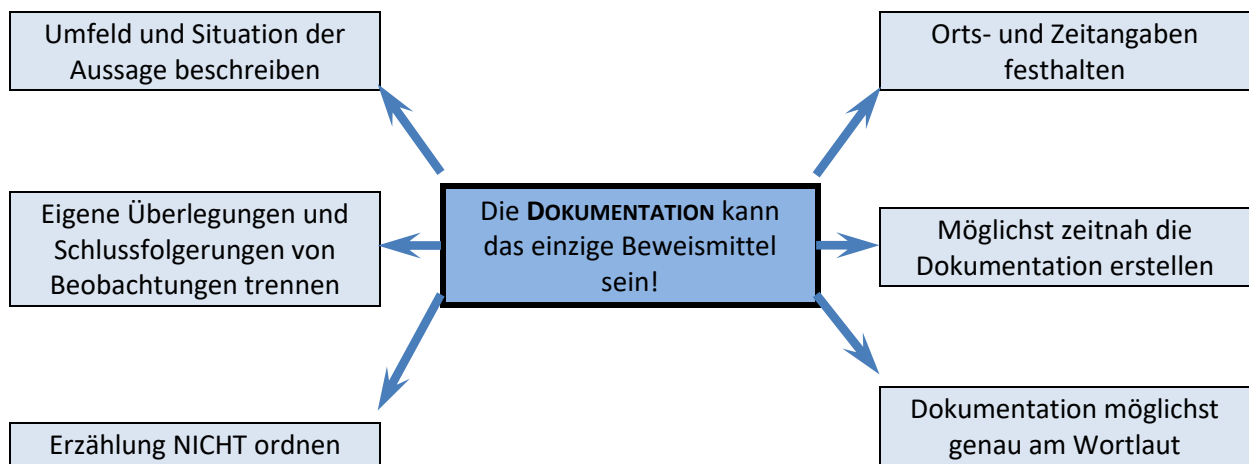 Umfeld und Situation der
Aussage beschreiben
Orts- und Zeitangaben
festhalten
Eigene Überlegungen und
Schlussfolgerungen von
Beobachtungen trennen
Die DOKUMENTATION kann
das einzige Beweismittel
sein!
Möglichst zeitnah die
Dokumentation erstellen
Erzählung NICHT ordnen
Dokumentation möglichst
genau am Wortlaut